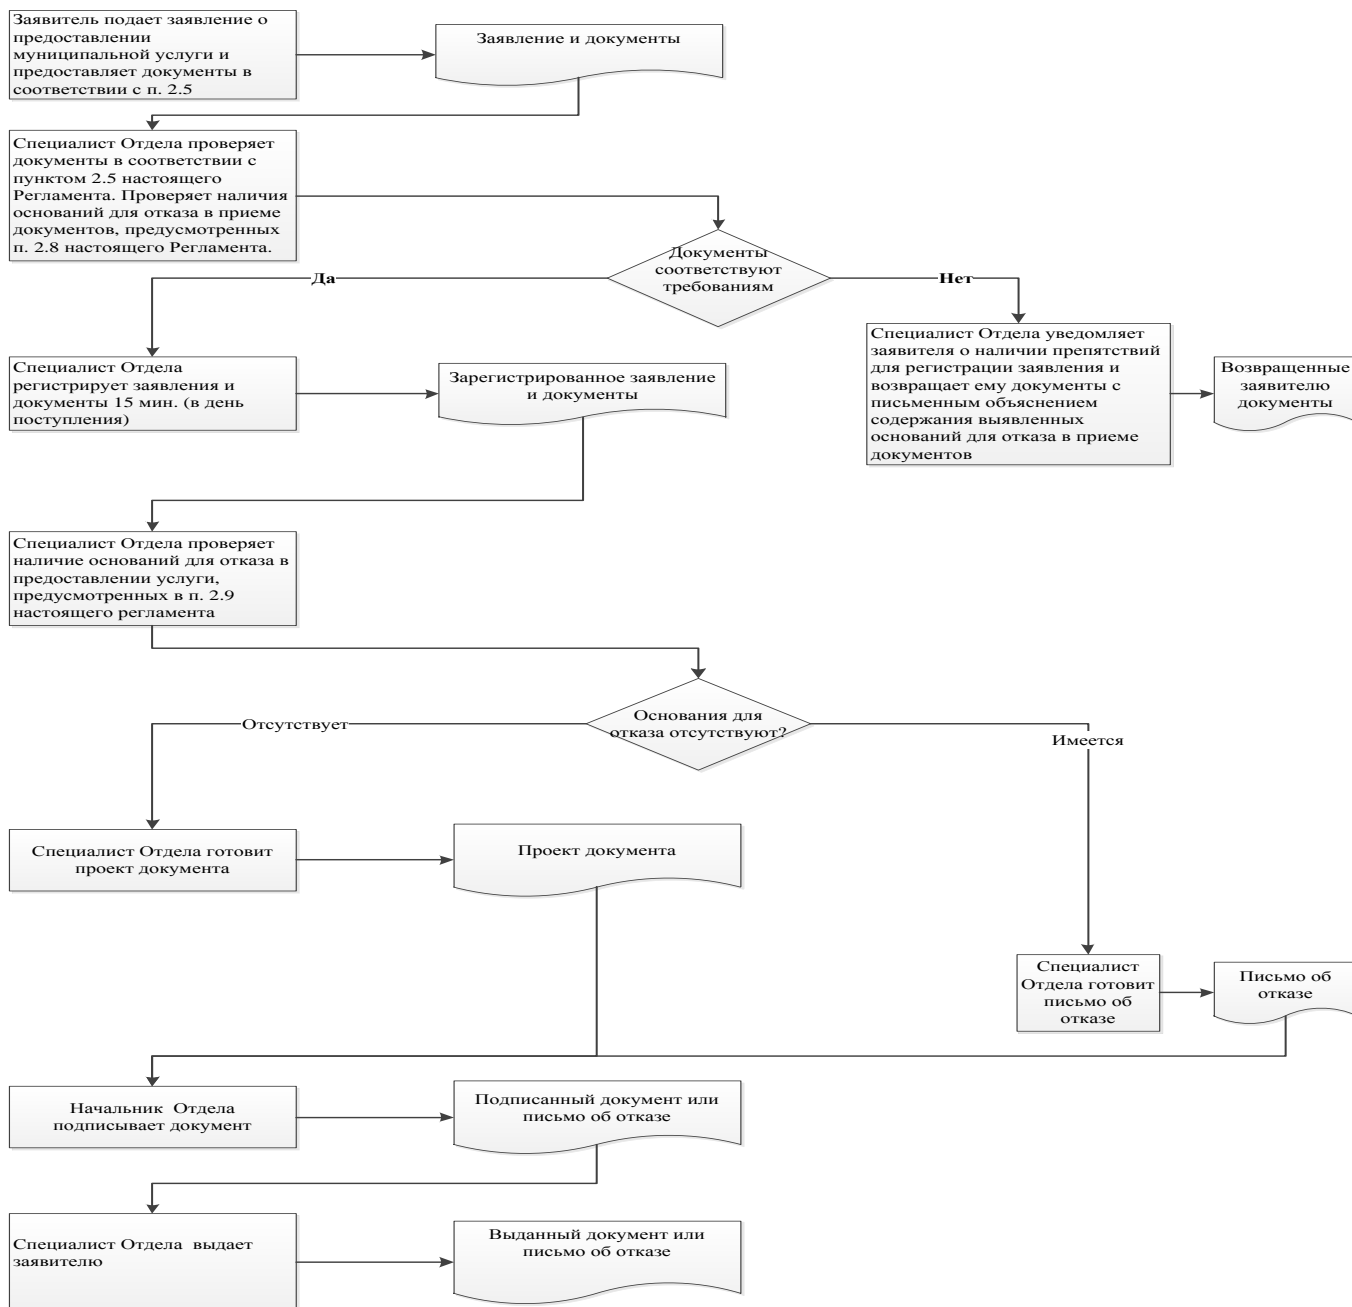 Заявитель подает заявление о
предоставлении
муниципальной услуги и
предоставляет документы в
соответствии с п. 2.5
Заявление и документы
Специалист Отдела проверяет
документы в соответствии с
пунктом 2.5 настоящего
Регламента. Проверяет наличия
оснований для отказа в приеме
документов, предусмотренных
п. 2.8 настоящего Регламента.
Документы
соответствуют
требованиям
Да
Нет
Специалист Отдела
регистрирует заявления и
документы 15 мин. (в день
поступления)
Зарегистрированное заявление
и документы
Специалист Отдела уведомляет
заявителя о наличии препятствий
для регистрации заявления и
возвращает ему документы с
письменным объяснением
содержания выявленных
оснований для отказа в приеме
документов
Возвращенные
заявителю
документы
Специалист Отдела проверяет
наличие оснований для отказа в
предоставлении услуги,
предусмотренных в п. 2.9
настоящего регламента
Основания для
отказа отсутствуют?
Отсутствует
Имеется
Специалист Отдела готовит
проект документа
Проект документа
Специалист
Отдела готовит
письмо об
отказе
Письмо об
отказе
Начальник Отдела
подписывает документ
Подписанный документ или
письмо об отказе
Специалист Отдела выдает
заявителю
Выданный документ или
письмо об отказе